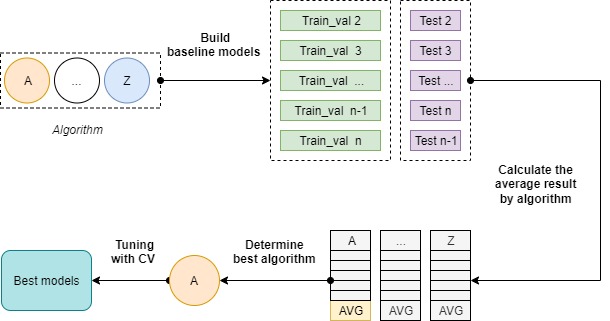 Build
baseline models
Train_val 2
Test 2
Train_val 3
Test 3
A
...
Z
Train_val ...
Test ...
Train_val n-1
Test n
Algorithm
Train_val n
Test n-1
Calculate the
average result
by algorithm
Tuning
with CV
Determine
best algorithm
A
...
Z
Best models
A
AVG
AVG
AVG